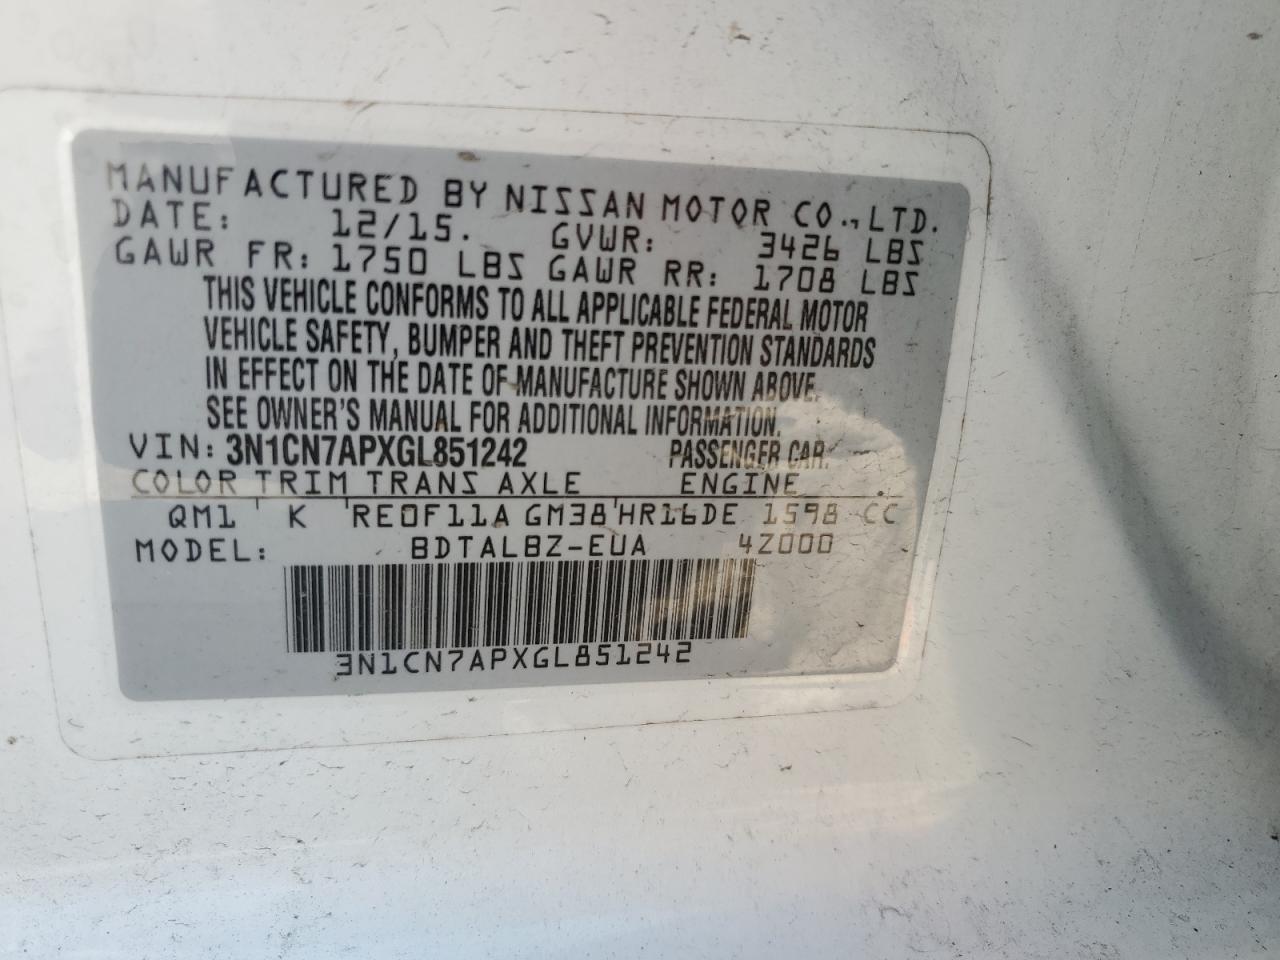 MANUFACTURED BY NISSAN MOTOR CO., LTD.
DATE: 12/15. GVWR: 3426 LBS
GAWR FR: 1750 LBS GAWR RR: 1708 LBS
THIS VEHICLE CONFORMS TO ALL APPLICABLE FEDERAL MOTOR
VEHICLE SAFETY, BUMPER AND THEFT PREVENTION STANDARDS
IN EFFECT ON THE DATE OF MANUFACTURE SHOWN ABOVE.
SEE OWNER'S MANUAL FOR ADDITIONAL INFORMATION.
VIN: 3N1CN7APXGL851242 PASSENGER CAR.
COLOR TRIM TRANS AXLE ENGINE
QM1 K RE0F11A GM38 HR16DE 1598 CC
MODEL: BDTALBZ-EUA 4Z000
3N1CN7APXGL851242